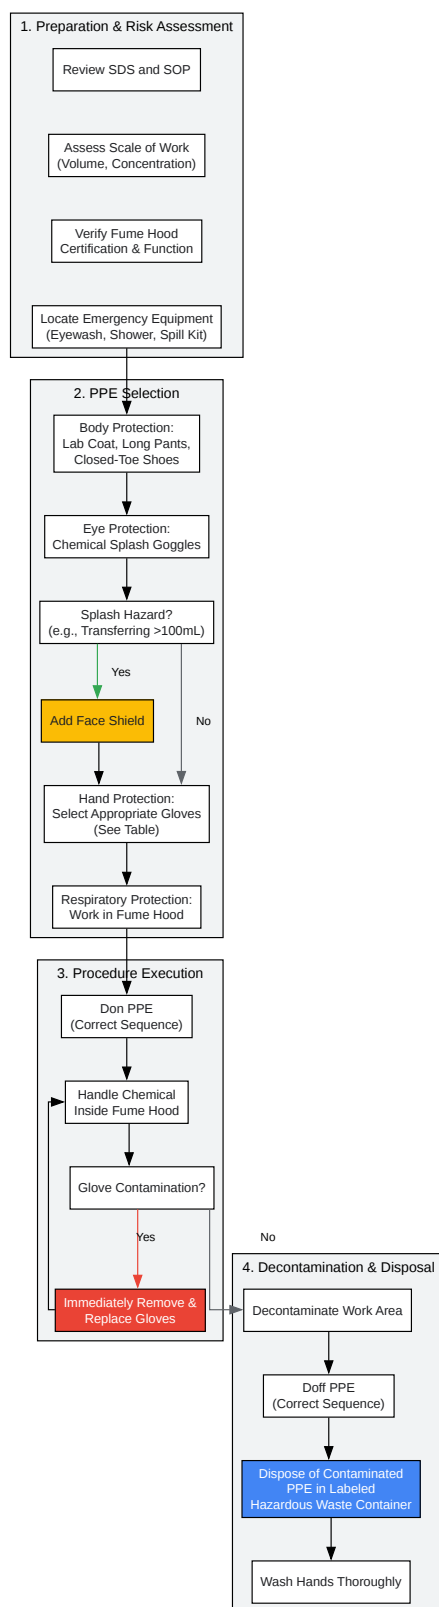 1. Preparation & Risk Assessment
Review SDS and SOP
Assess Scale of Work
(Volume, Concentration)
Verify Fume Hood
Certification & Function
Locate Emergency Equipment
(Eyewash, Shower, Spill Kit)
2. PPE Selection
Body Protection:
Lab Coat, Long Pants,
Closed-Toe Shoes
Eye Protection:
Chemical Splash Goggles
Splash Hazard?
(e.g., Transferring >100mL)
Yes
Add Face Shield
No
Hand Protection:
Select Appropriate Gloves
(See Table)
Respiratory Protection:
Work in Fume Hood
3. Procedure Execution
Don PPE
(Correct Sequence)
Handle Chemical
Inside Fume Hood
Glove Contamination?
Yes
No
Immediately Remove &
Replace Gloves
4. Decontamination & Disposal
Decontaminate Work Area
Doff PPE
(Correct Sequence)
Dispose of Contaminated
PPE in Labeled
Hazardous Waste Container
Wash Hands Thoroughly